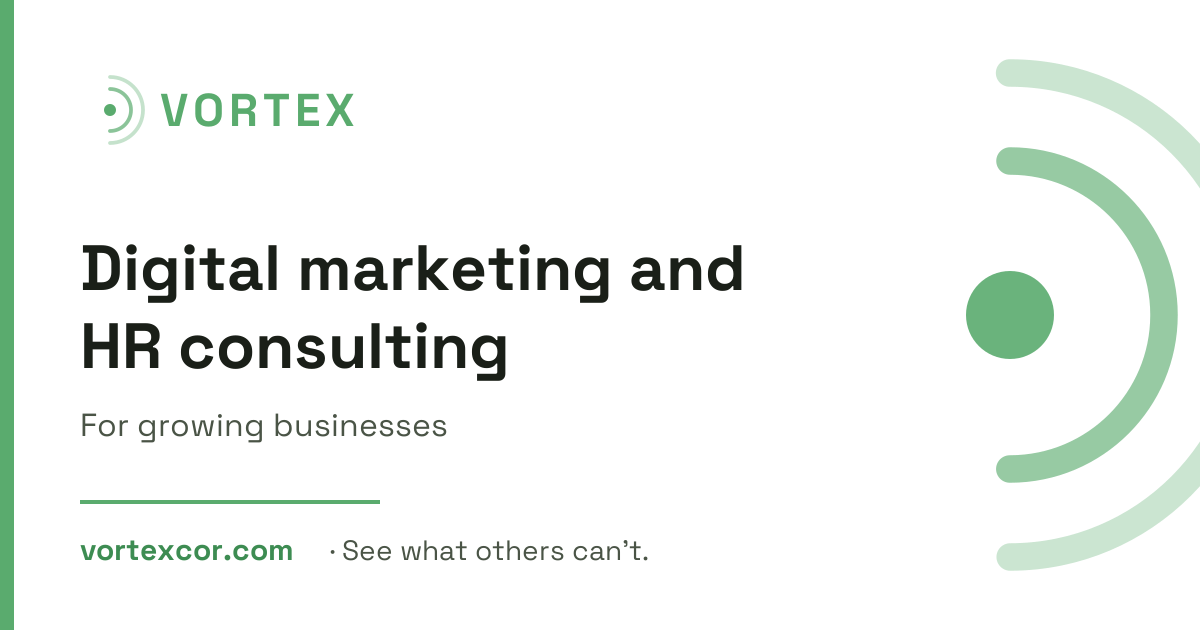 VORTEX
Digital marketing and
HR consulting
For growing businesses
vortexcor.com · See what others can’t.